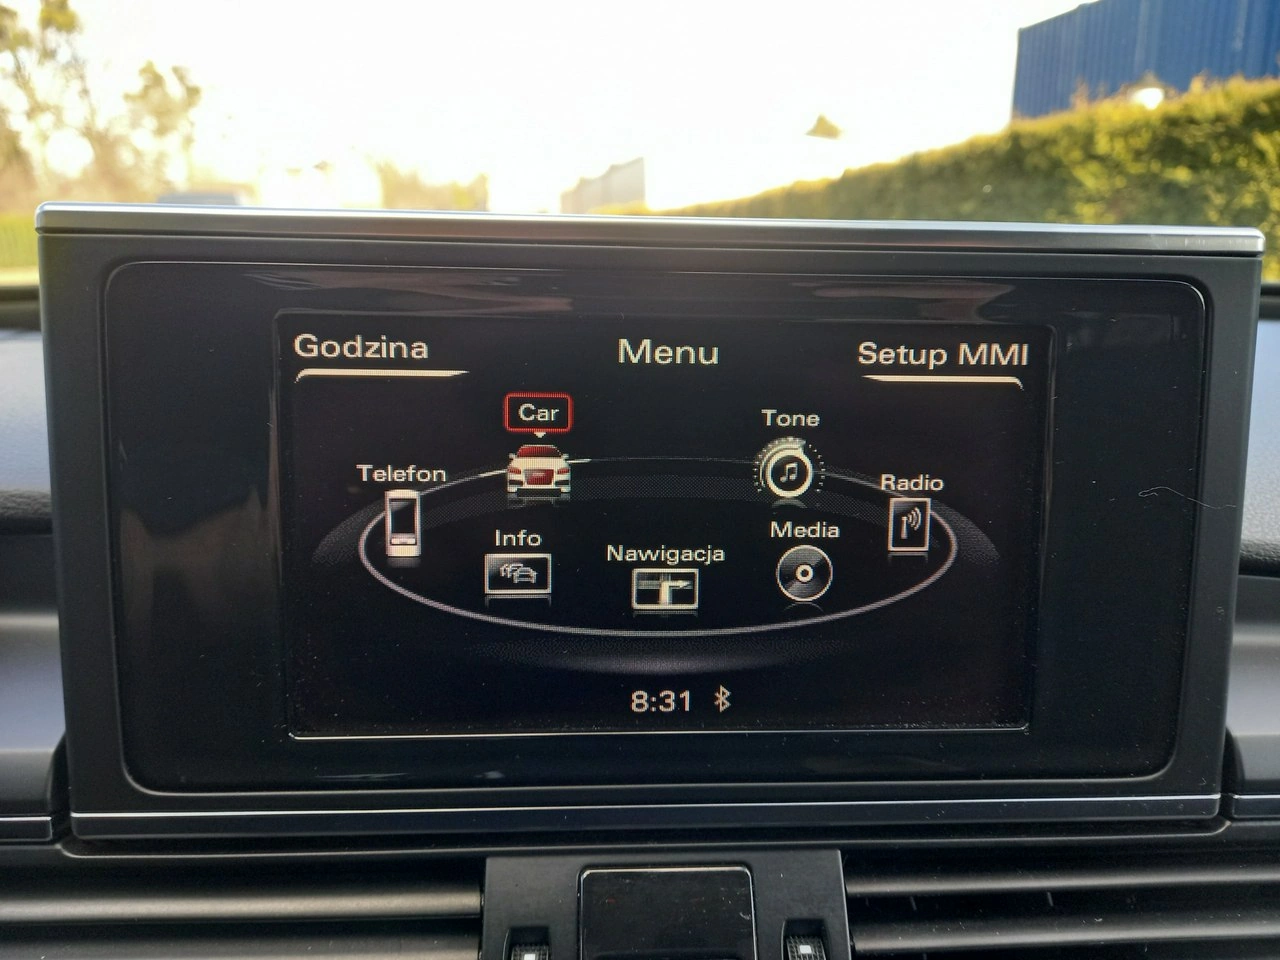 Godzina
Menu
Setup MMI
Car
Tone
Telefon
Radio
Info
Nawigacja
Media
8:31